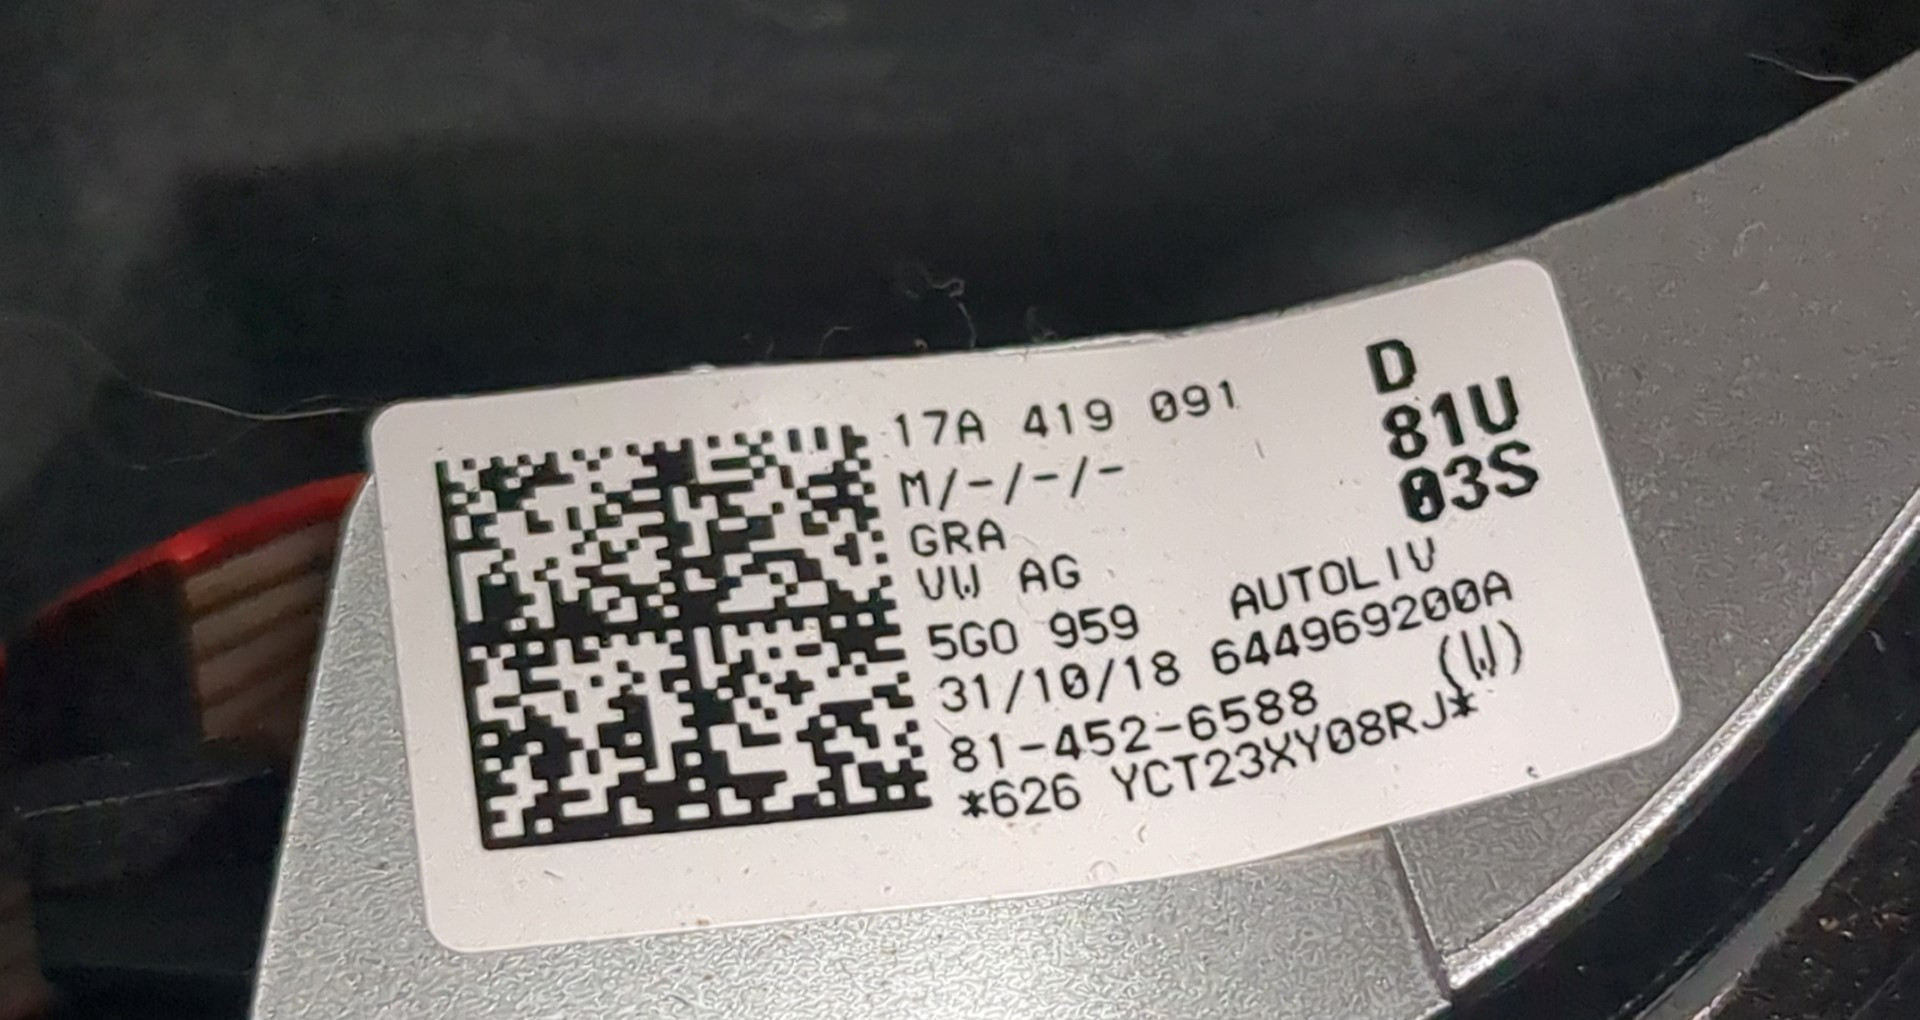 17A 419 091
D
M/-/-/-
81U
GRA
03S
VW AG
5G0 959 AUTOLIV
31/10/18 644969200A
81-452-6588 (W)
*626 YCT23XY08RJ*